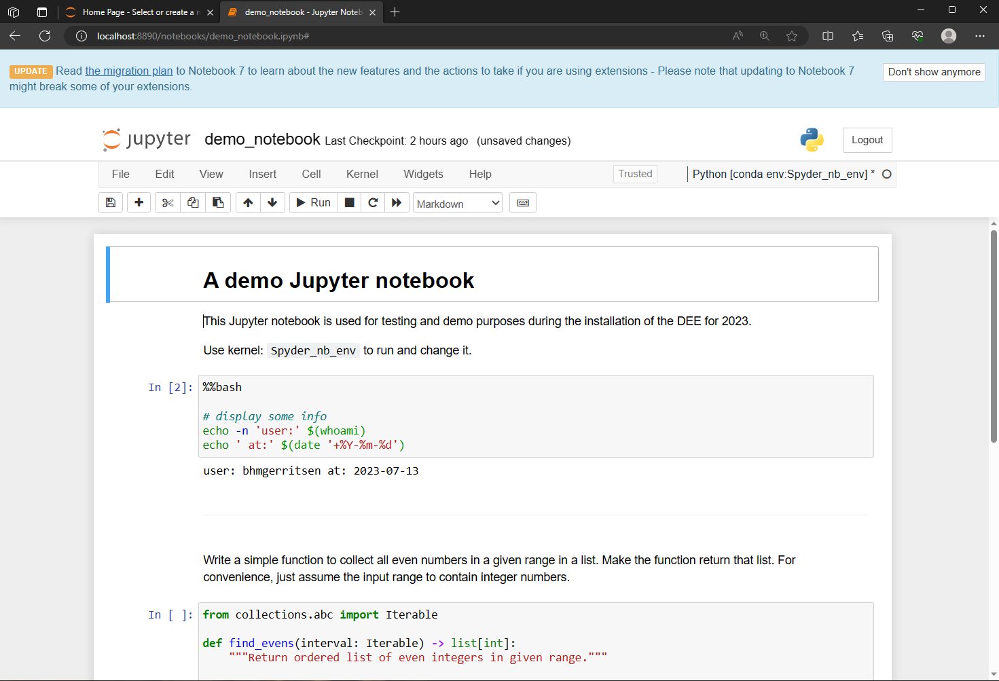 Home Page - Select or create a n
demo_notebook - Jupyter Noteb
localhost:8890/notebooks/demo_notebook.ipynb#
UPDATE Read the migration plan to Notebook 7 to learn about the new features and the actions to take if you are using extensions - Please note that updating to Notebook 7
might break some of your extensions.
Don't show anymore
jupyter demo_notebook Last Checkpoint: 2 hours ago (unsaved changes)
Logout
File Edit View Insert Cell Kernel Widgets Help Trusted Python [conda env:Spyder_nb_env] *
Run Markdown
A demo Jupyter notebook
This Jupyter notebook is used for testing and demo purposes during the installation of the DEE for 2023.
Use kernel: Spyder_nb_env to run and change it.
In [2]: %%bash
# display some info
echo -n 'user:' $(whoami)
echo ' at:' $(date '+%Y-%m-%d')
user: bhmgerritsen at: 2023-07-13
Write a simple function to collect all even numbers in a given range in a list. Make the function return that list. For
convenience, just assume the input range to contain integer numbers.
In [ ]: from collections.abc import Iterable
def find_evens(interval: Iterable) -> list[int]:
"""Return ordered list of even integers in given range."""